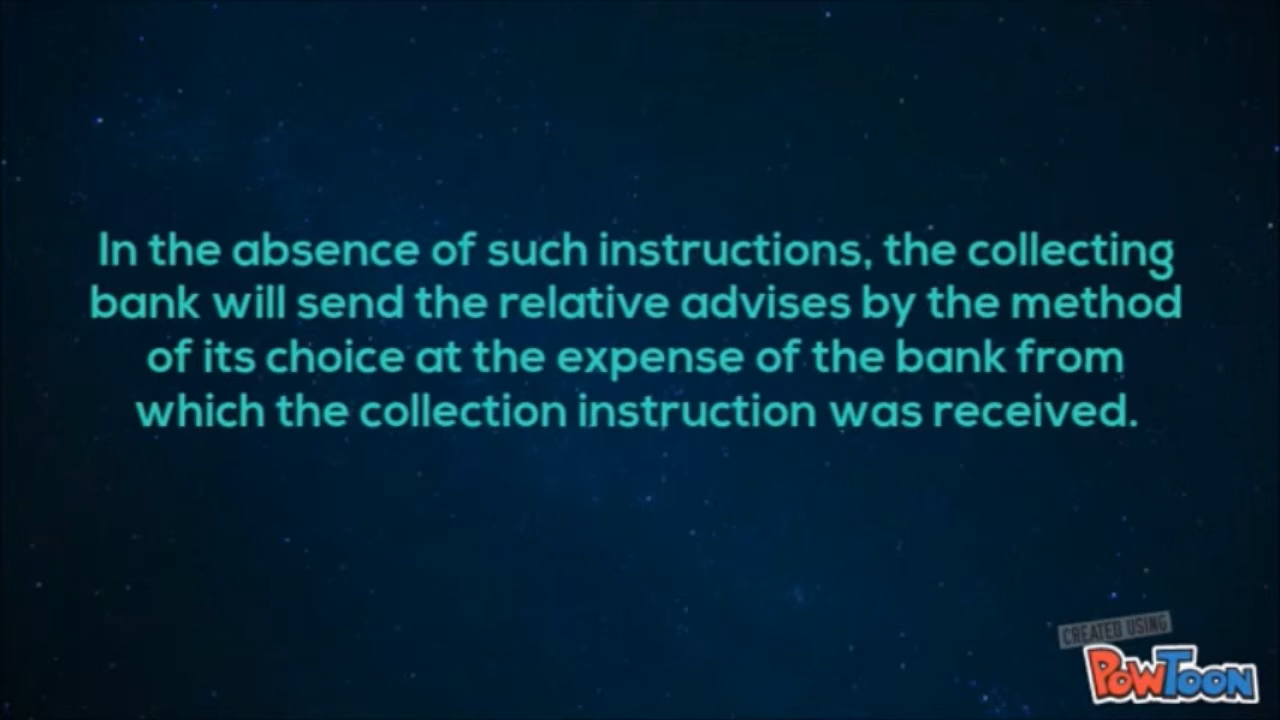 In the absence of such instructions, the collecting
bank will send the relative advises by the method
of its choice at the expense of the bank from
which the collection instruction was received.
CREATED USING
POWTOON